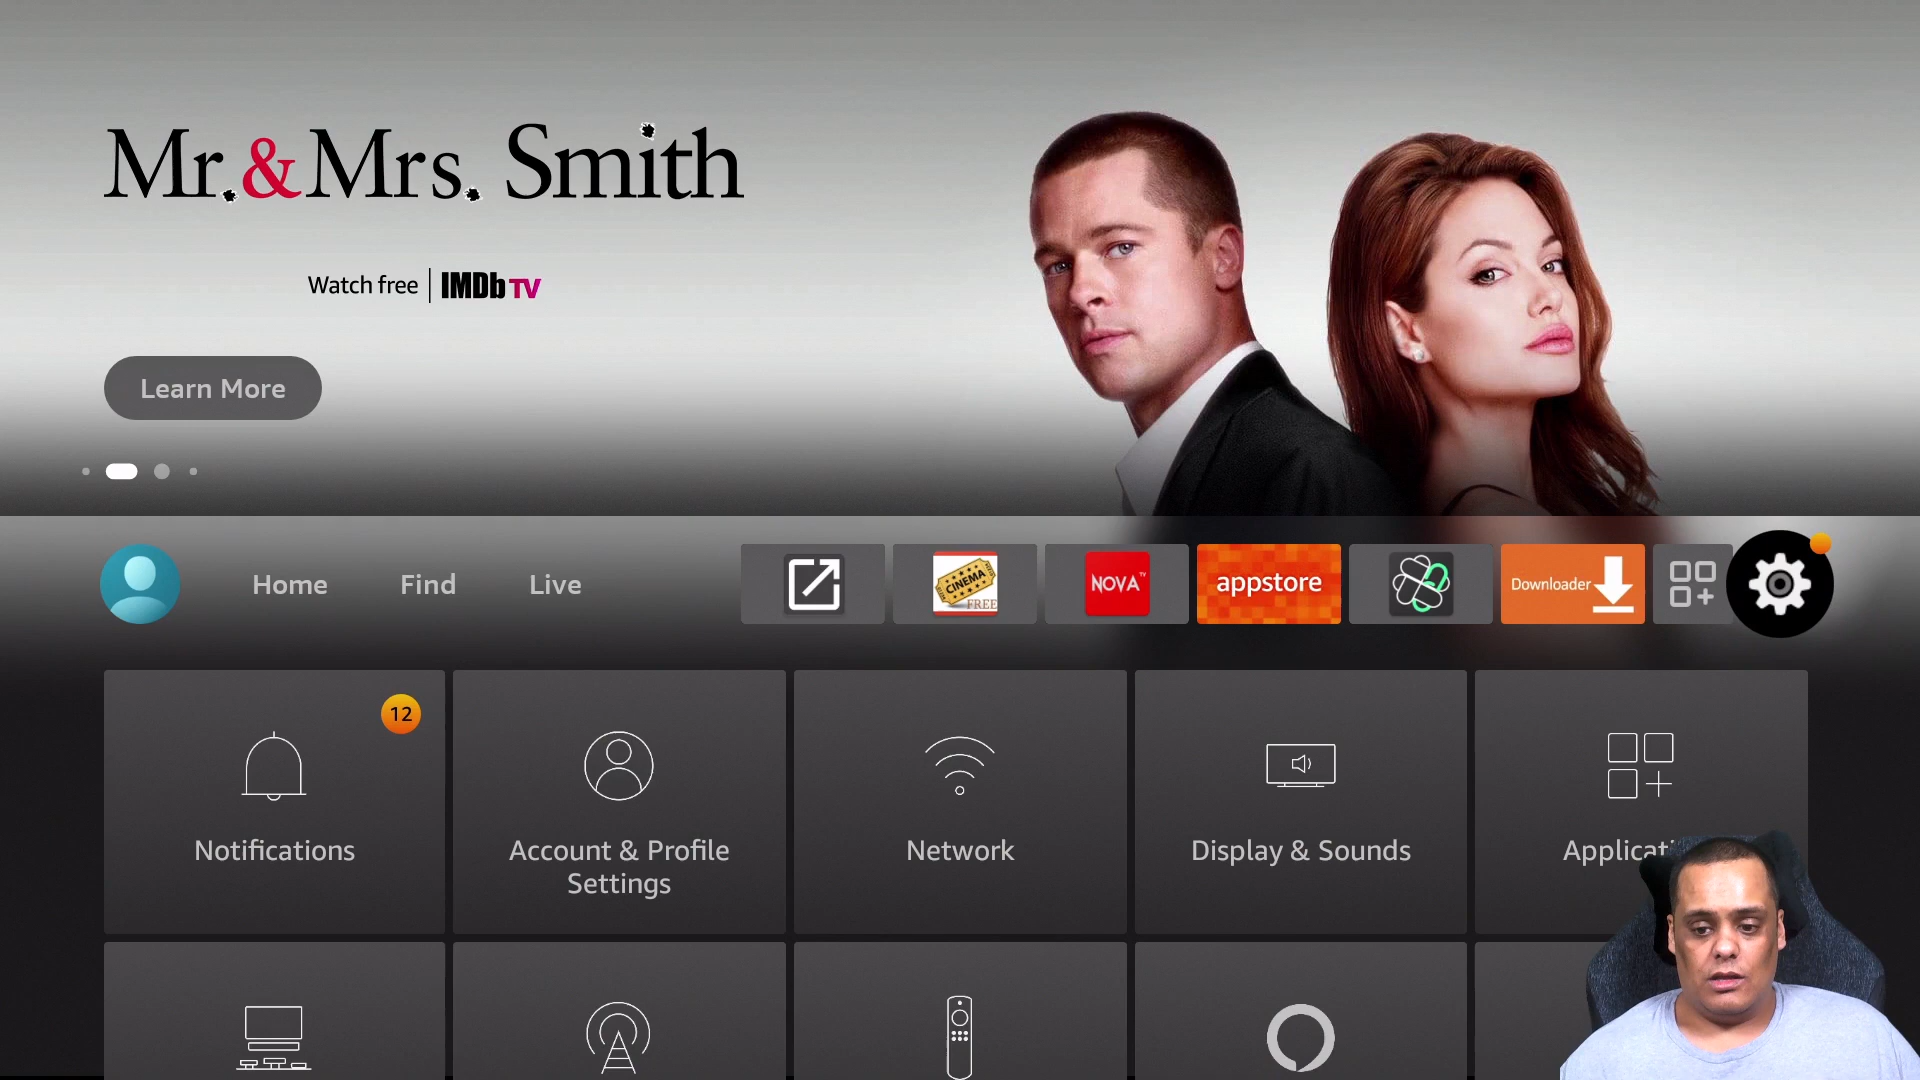 Mr. & Mrs. Smith
Watch free | IMDb TV
Learn More
Home
Find
Live
CINEMA
FREE
NOVA TV
appstore
Downloader
12
Notifications
Account & Profile
Settings
Network
Display & Sounds